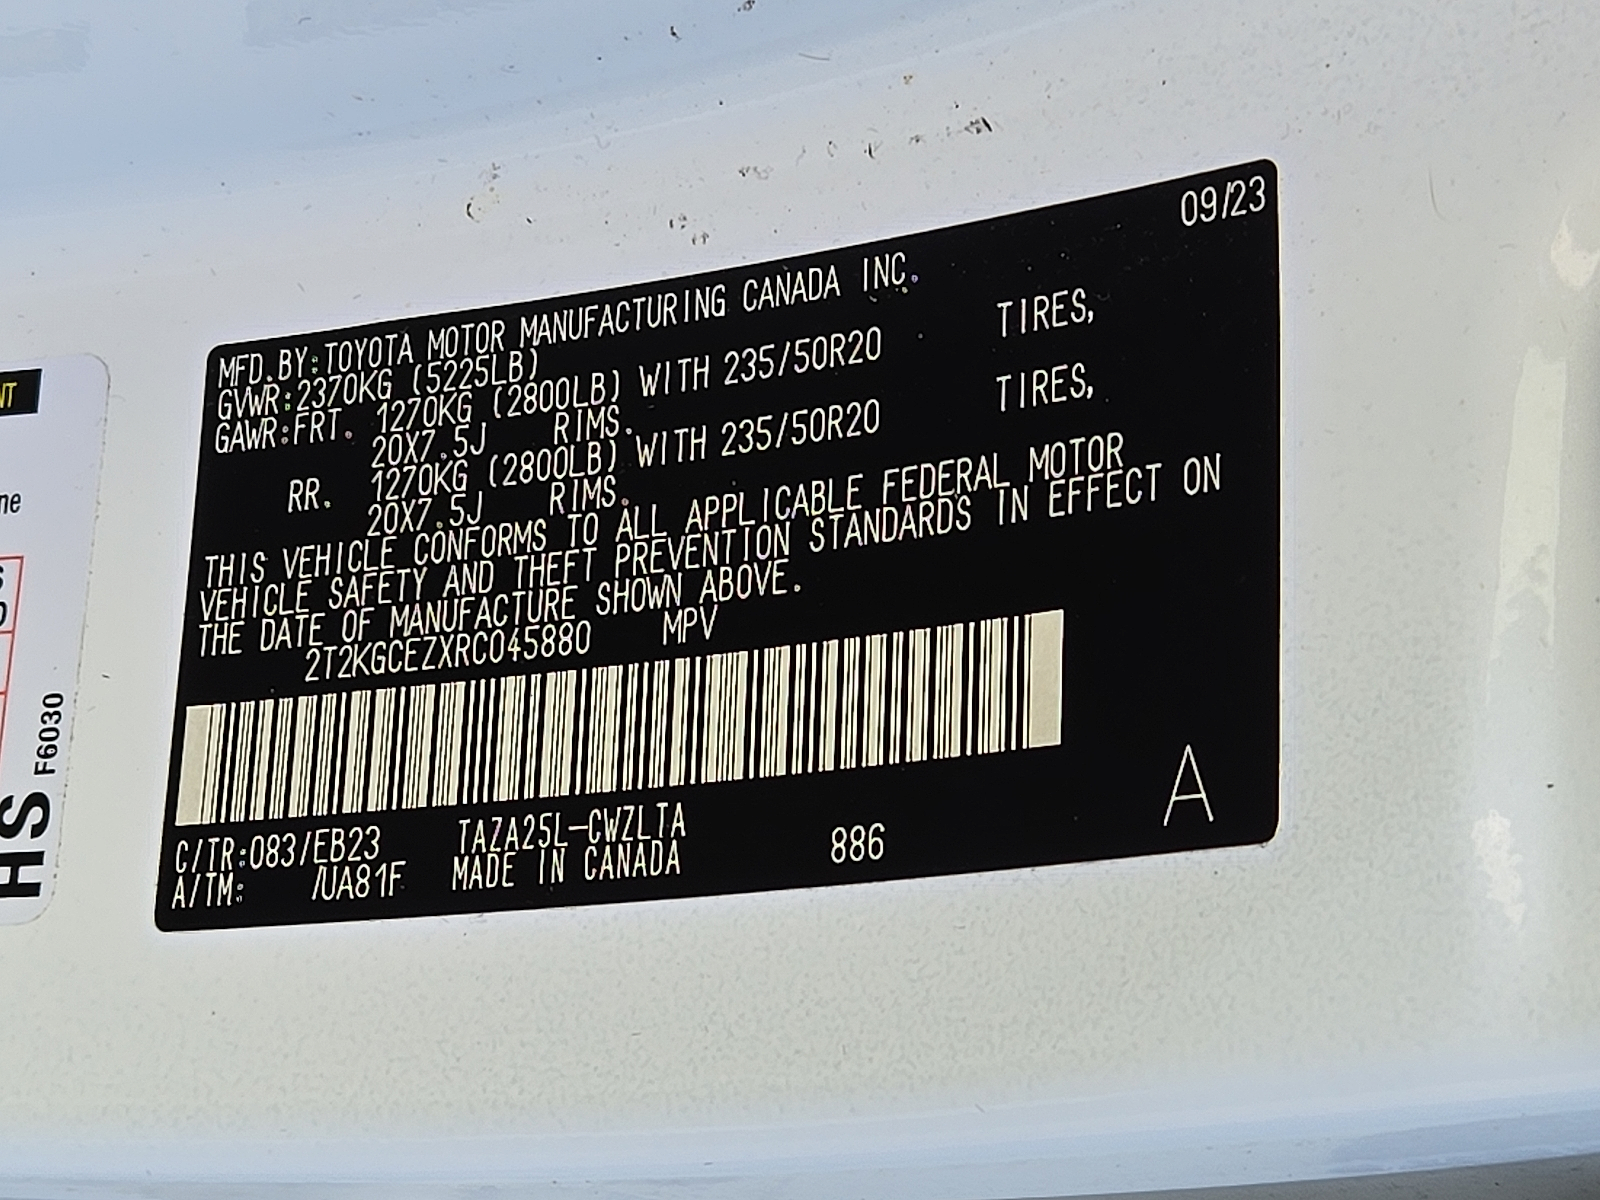 09/23
MFD.BY:TOYOTA MOTOR MANUFACTURING CANADA INC.
GVWR:2370KG (5225LB)
GAWR:FRT. 1270KG (2800LB) WITH 235/50R20 TIRES,
20X7.5J RIMS.
RR. 1270KG (2800LB) WITH 235/50R20 TIRES,
20X7.5J RIMS.
THIS VEHICLE CONFORMS TO ALL APPLICABLE FEDERAL MOTOR
VEHICLE SAFETY AND THEFT PREVENTION STANDARDS IN EFFECT ON
THE DATE OF MANUFACTURE SHOWN ABOVE.
2T2KGCEZXRC045880 MPV
C/TR:083/EB23 TAZA25L-CWZLTA
A/TM: /UA81F MADE IN CANADA 886
A
F6030
HS